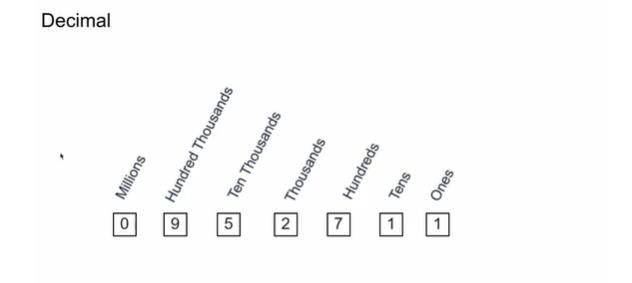 Decimal
Millions
Hundred Thousands
Ten Thousands
Thousands
Hundreds
Tens
Ones
0 9 5 2 7 1 1